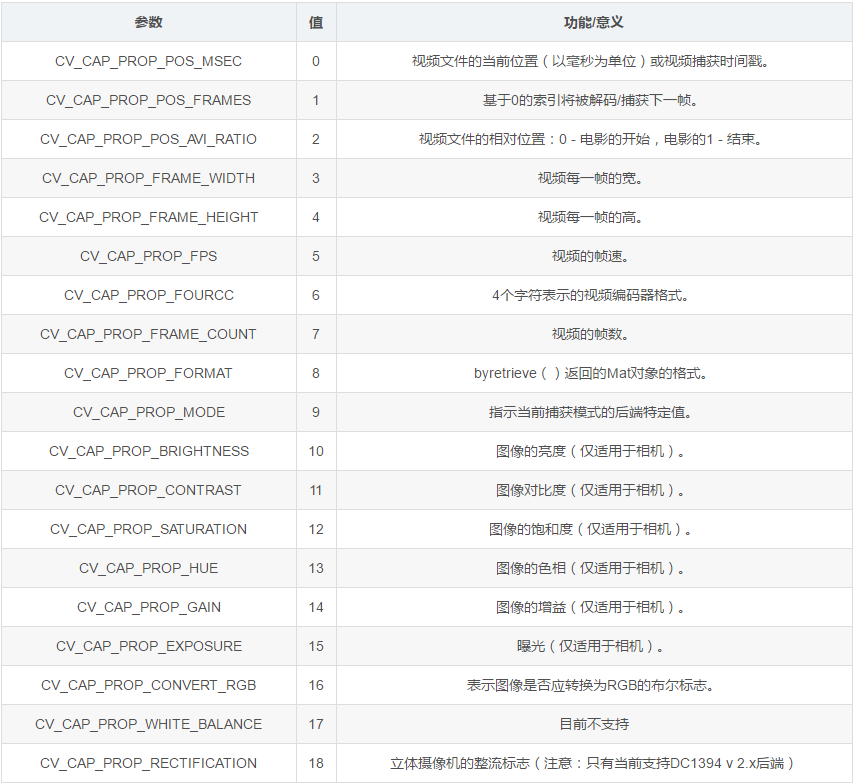 参数 值 功能/意义
CV_CAP_PROP_POS_MSEC 0 视频文件的当前位置（以毫秒为单位）或视频捕获时间戳。
CV_CAP_PROP_POS_FRAMES 1 基于0的索引将被解码/捕获下一帧。
CV_CAP_PROP_POS_AVI_RATIO 2 视频文件的相对位置：0 - 电影的开始，电影的1 - 结束。
CV_CAP_PROP_FRAME_WIDTH 3 视频每一帧的宽。
CV_CAP_PROP_FRAME_HEIGHT 4 视频每一帧的高。
CV_CAP_PROP_FPS 5 视频的帧速。
CV_CAP_PROP_FOURCC 6 4个字符表示的视频编码器格式。
CV_CAP_PROP_FRAME_COUNT 7 视频的帧数。
CV_CAP_PROP_FORMAT 8 byretrieve（ ）返回的Mat对象的格式。
CV_CAP_PROP_MODE 9 指示当前捕获模式的后端特定值。
CV_CAP_PROP_BRIGHTNESS 10 图像的亮度（仅适用于相机）。
CV_CAP_PROP_CONTRAST 11 图像对比度（仅适用于相机）。
CV_CAP_PROP_SATURATION 12 图像的饱和度（仅适用于相机）。
CV_CAP_PROP_HUE 13 图像的色相（仅适用于相机）。
CV_CAP_PROP_GAIN 14 图像的增益（仅适用于相机）。
CV_CAP_PROP_EXPOSURE 15 曝光（仅适用于相机）。
CV_CAP_PROP_CONVERT_RGB 16 表示图像是否应转换为RGB的布尔标志。
CV_CAP_PROP_WHITE_BALANCE 17 目前不支持
CV_CAP_PROP_RECTIFICATION 18 立体摄像机的整流标志（注意：只有当前支持DC1394 v 2.x后端）